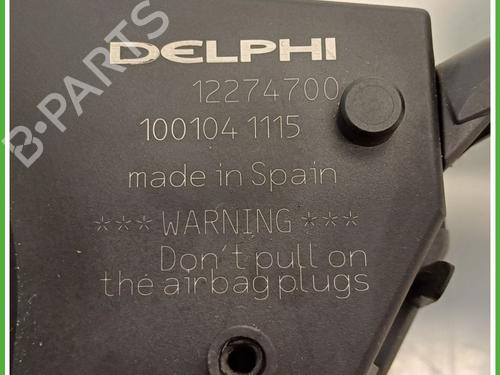 DELPHI
12274700
100104 1115
made in Spain
*** WARNING ***
Don't pull on
the airbag plugs
B-PARTS